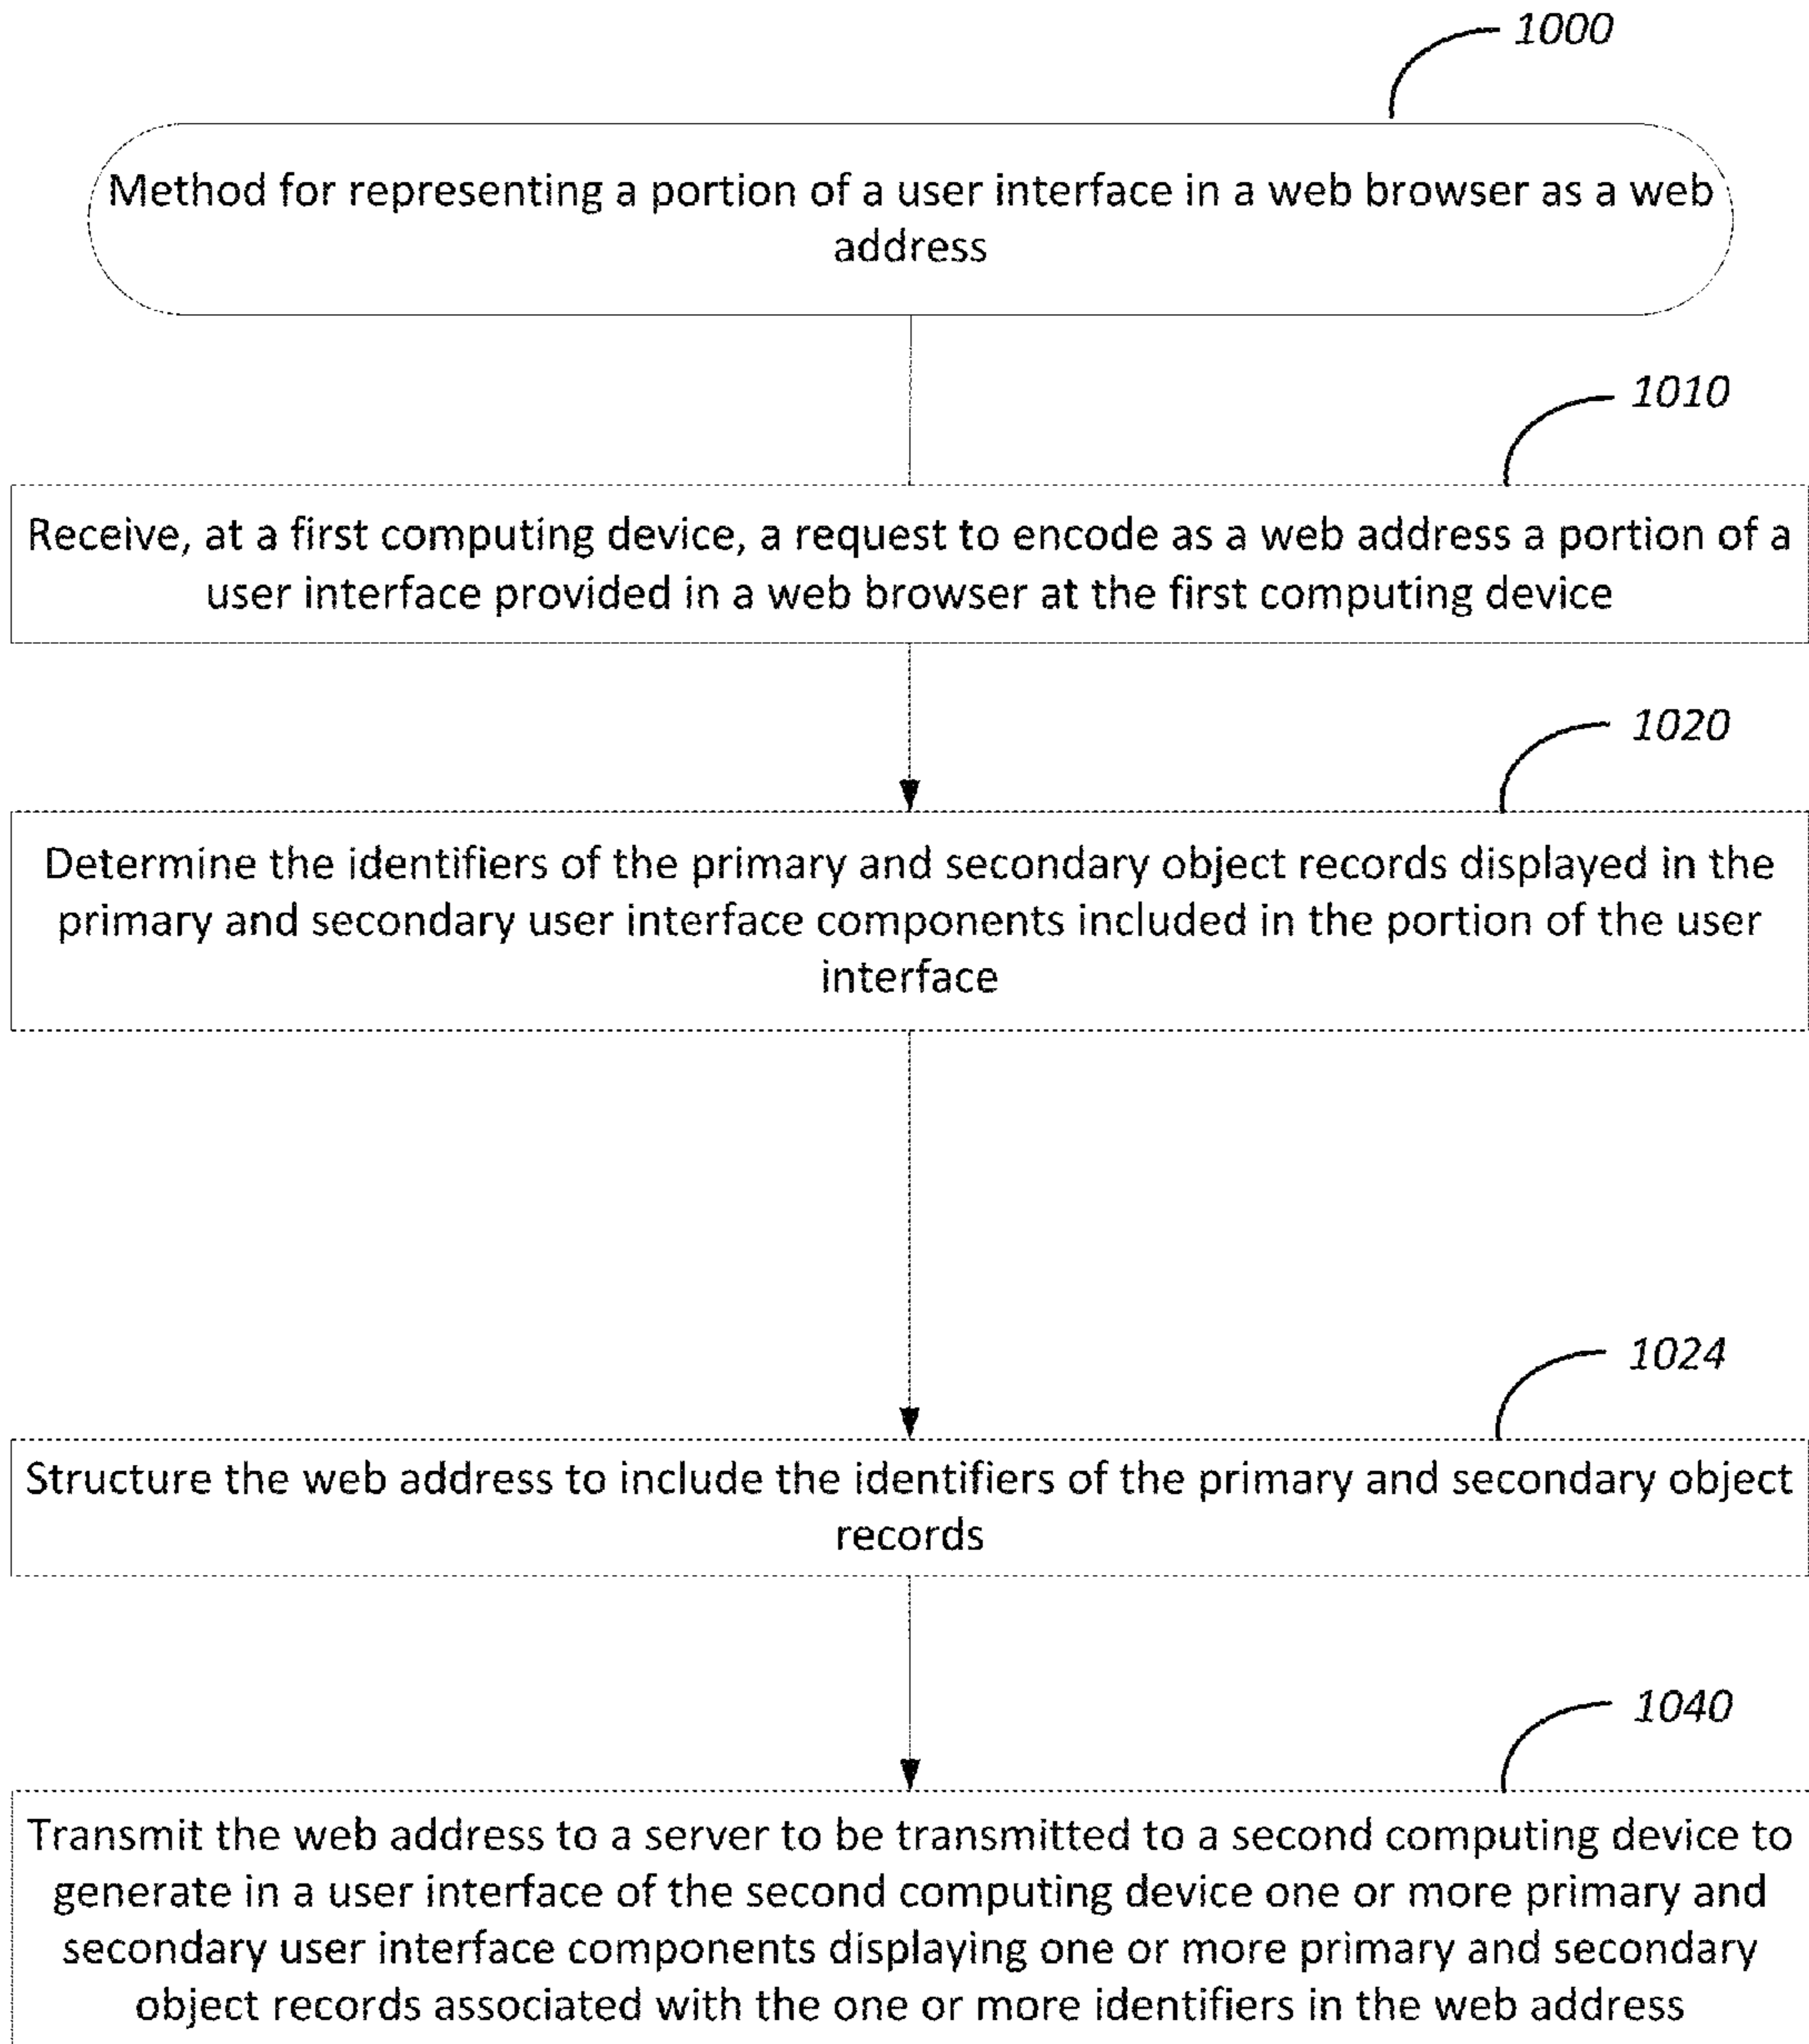 1000
Method for representing a portion of a user interface in a web browser as a web
address
1010
Receive, at a first computing device, a request to encode as a web address a portion of a
user interface provided in a web browser at the first computing device
1020
Determine the identifiers of the primary and secondary object records displayed in the
primary and secondary user interface components included in the portion of the user
interface
1024
Structure the web address to include the identifiers of the primary and secondary object
records
1040
Transmit the web address to a server to be transmitted to a second computing device to
generate in a user interface of the second computing device one or more primary and
secondary user interface components displaying one or more primary and secondary
object records associated with the one or more identifiers in the web address